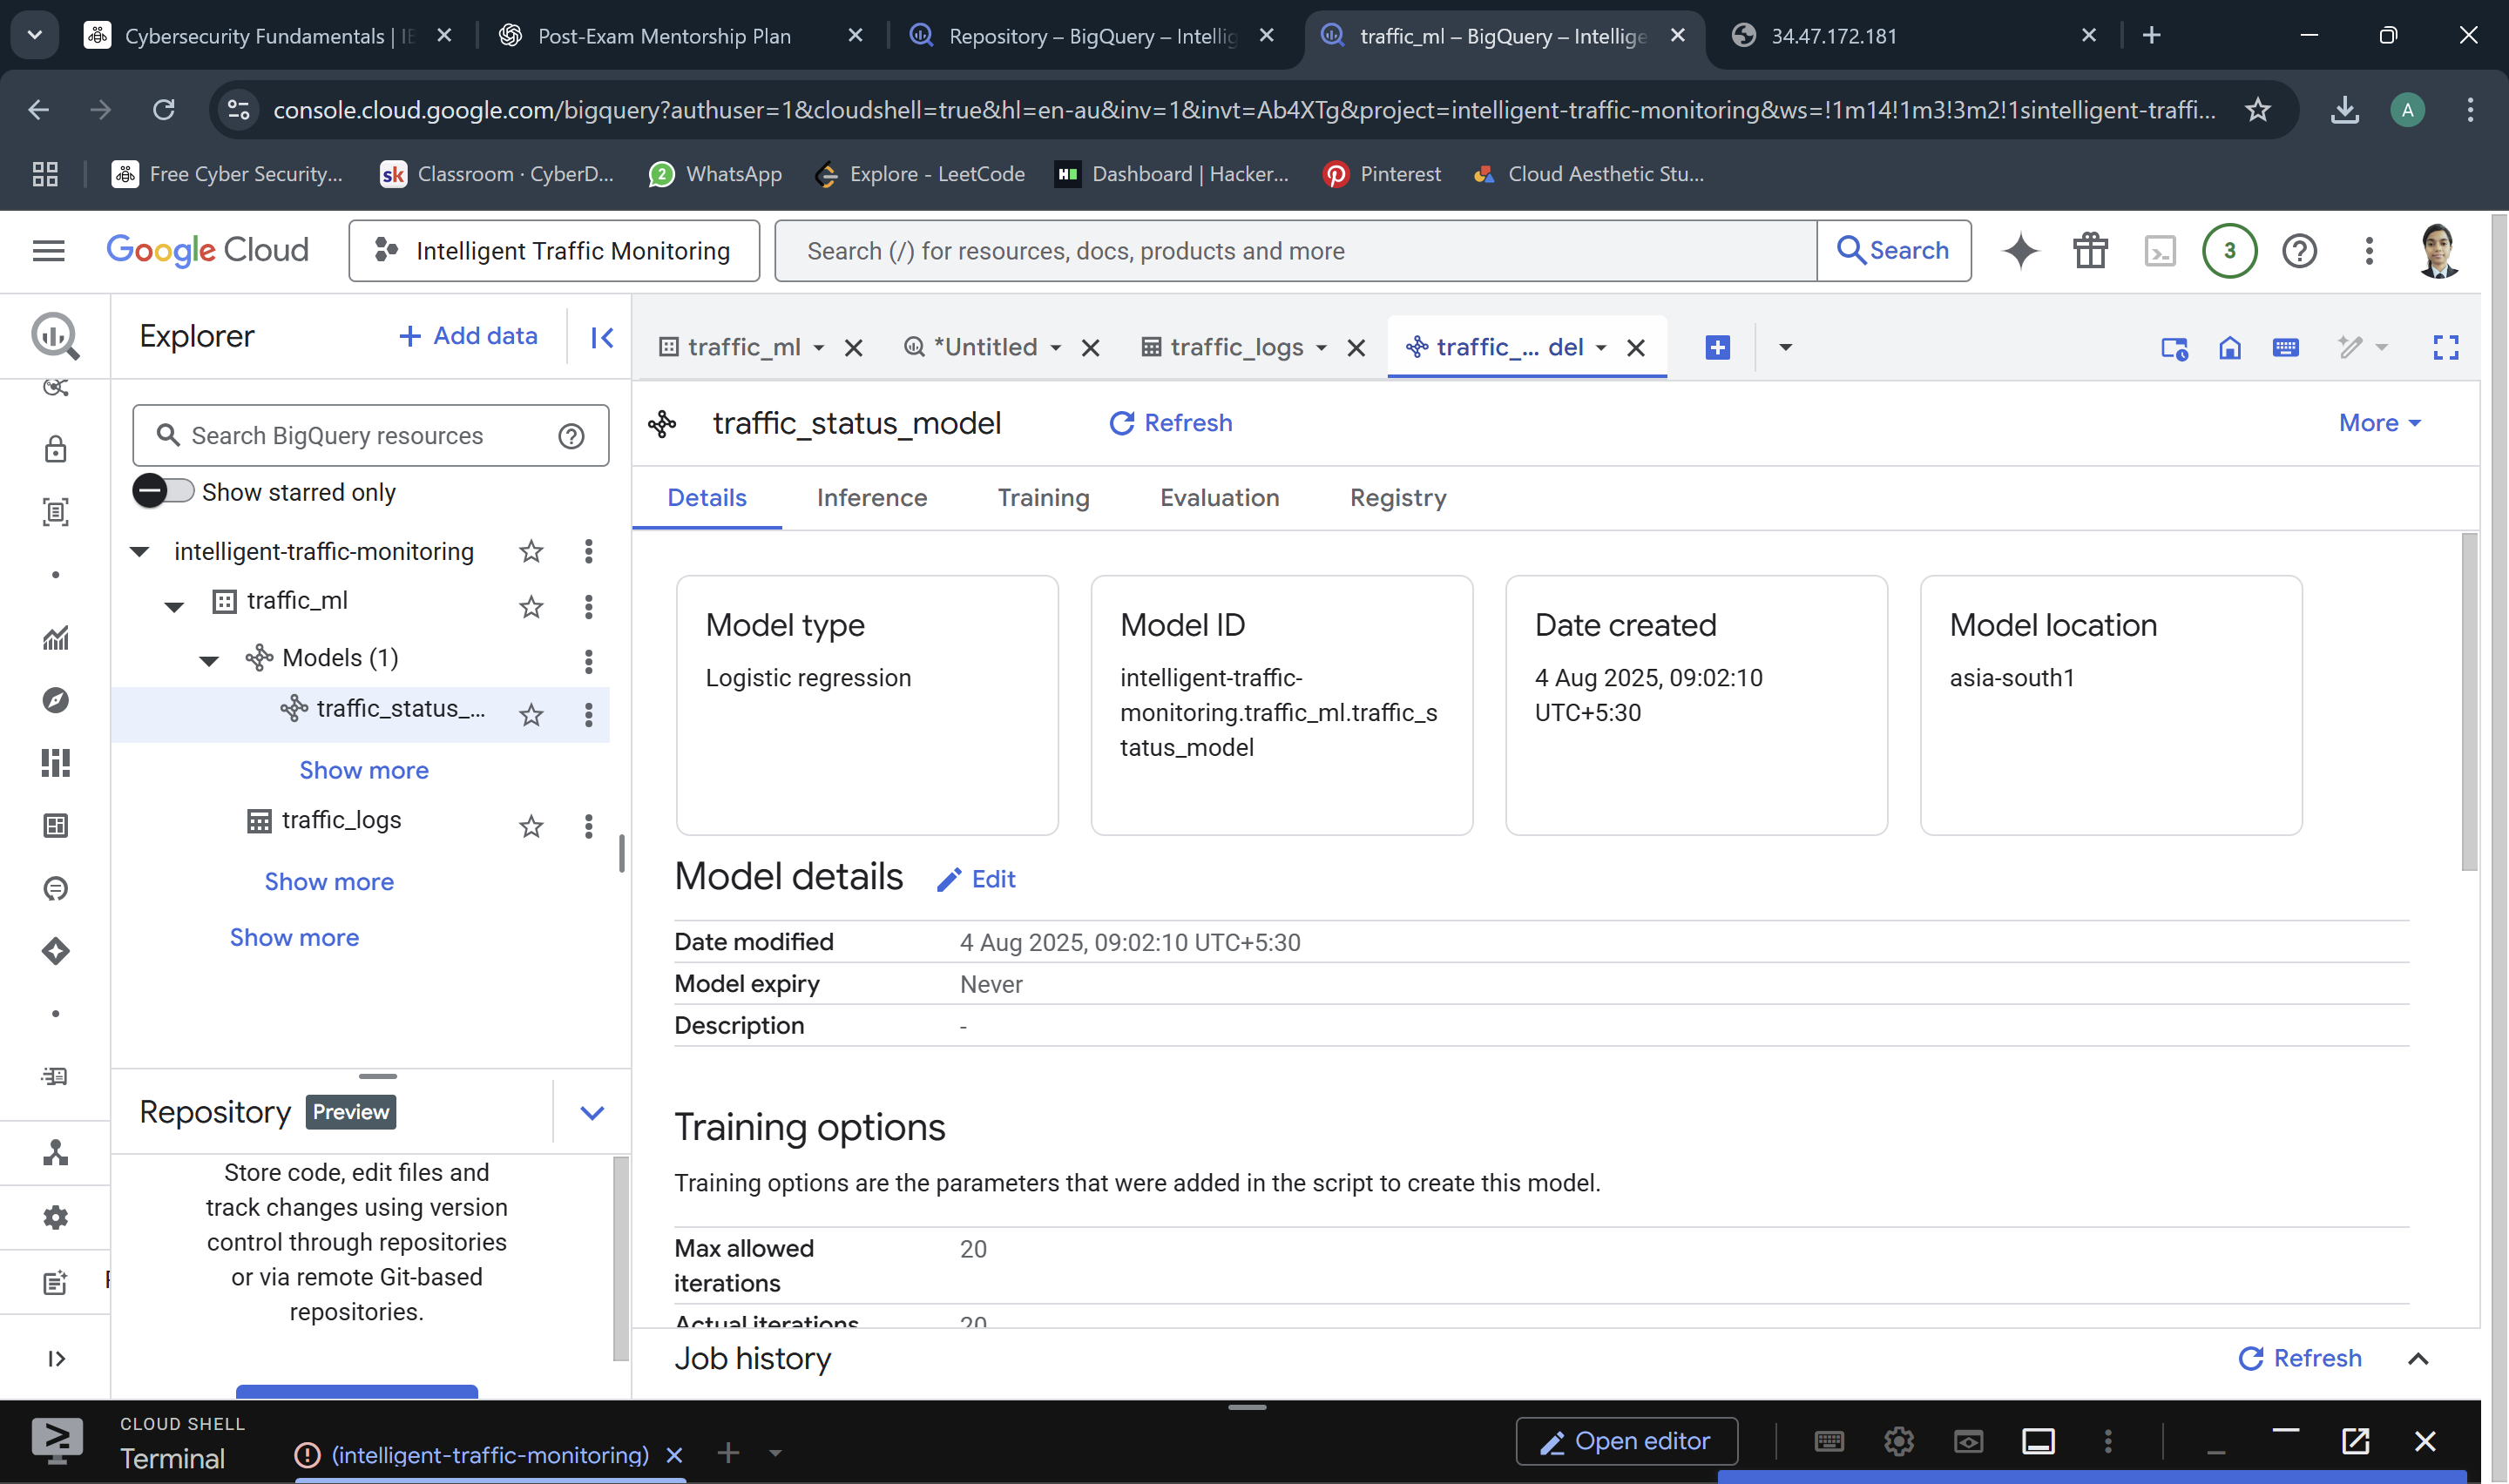 Cybersecurity Fundamentals | IE
Post-Exam Mentorship Plan
Repository – BigQuery – Intellig
traffic_ml – BigQuery – Intellige
34.47.172.181
console.cloud.google.com/bigquery?authuser=1&cloudshell=true&hl=en-au&inv=1&invt=Ab4XTg&project=intelligent-traffic-monitoring&ws=!1m14!1m3!3m2!1sintelligent-traffi...
A
Free Cyber Security...
sk Classroom · CyberD...
2 WhatsApp
Explore - LeetCode
Dashboard | Hacker...
Pinterest
Cloud Aesthetic Stu...
Google Cloud
Intelligent Traffic Monitoring
Search (/) for resources, docs, products and more
Search
3
Explorer
+ Add data
traffic_ml
*Untitled
traffic_logs
traffic_... del
Search BigQuery resources
Show starred only
intelligent-traffic-monitoring
traffic_ml
Models (1)
traffic_status_...
Show more
traffic_logs
Show more
Show more
Repository Preview
Store code, edit files and
track changes using version
control through repositories
or via remote Git-based
repositories.
traffic_status_model
Refresh
More
Details
Inference
Training
Evaluation
Registry
Model type
Logistic regression
Model ID
intelligent-traffic-
monitoring.traffic_ml.traffic_s
tatus_model
Date created
4 Aug 2025, 09:02:10
UTC+5:30
Model location
asia-south1
Model details
Edit
Date modified 4 Aug 2025, 09:02:10 UTC+5:30
Model expiry Never
Description -
Training options
Training options are the parameters that were added in the script to create this model.
Max allowed 20
iterations
Actual iterations 20
Job history
Refresh
CLOUD SHELL
Terminal
(intelligent-traffic-monitoring)
Open editor